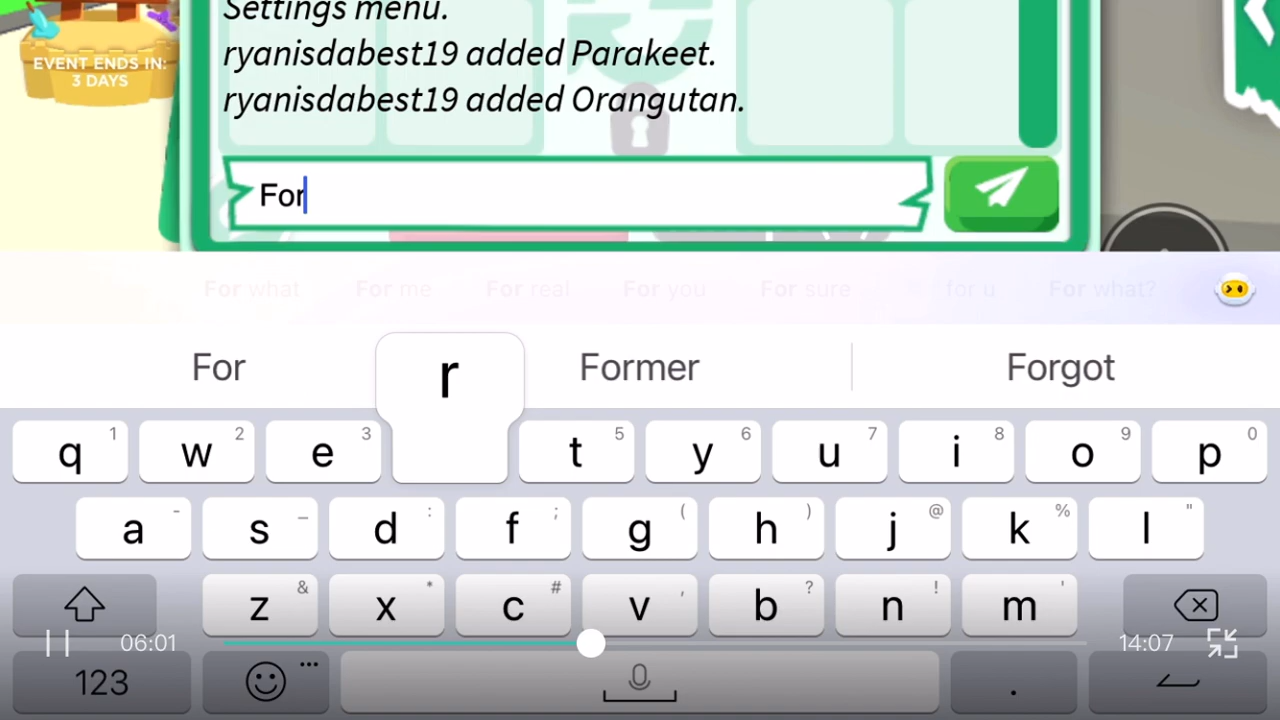 Settings menu.
EVENT ENDS IN:
3 DAYS
ryanisdabest19 added Parakeet.
ryanisdabest19 added Orangutan.
For
For what For me For real For you For sure for u For what?
For r Former Forgot
q 1 w 2 e 3 t 5 y 6 u 7 i 8 o 9 p 0
a - s _ d : f ; g ( h ) j @ k % l "
z & x * c # v , b ? n ! m '
06:01 14:07
123 .